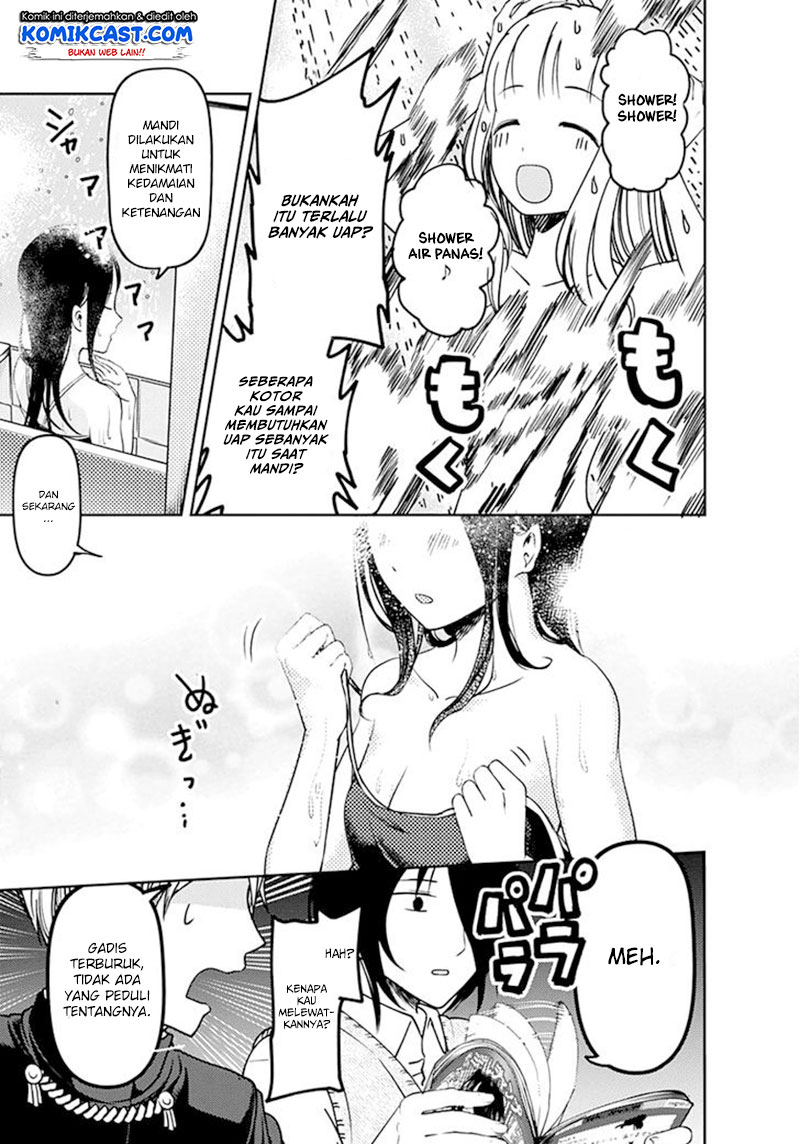 Komik ini diterjemahkan & diedit oleh
KOMIKCAST.COM
BUKAN WEB LAIN!!
SHOWER!
SHOWER!
SHOWER
AIR PANAS!
♪
もく
もく
BUKANKAH
ITU TERLALU
BANYAK UAP?
SEBERAPA
KOTOR
KAU SAMPAI
MEMBUTUHKAN
UAP SEBANYAK
ITU SAAT
MANDI?
MANDI
DILAKUKAN
UNTUK
MENIKMATI
KEDAMAIAN
DAN
KETENANGAN
シャァ
アア
DAN
SEKARANG
...
ぬぎっ…
MEH.
パラ
パラ
HAH?
KENAPA
KAU
MELEWAT-
KANNYA?
GADIS
TERBURUK,
TIDAK ADA
YANG PEDULI
TENTANGNYA.